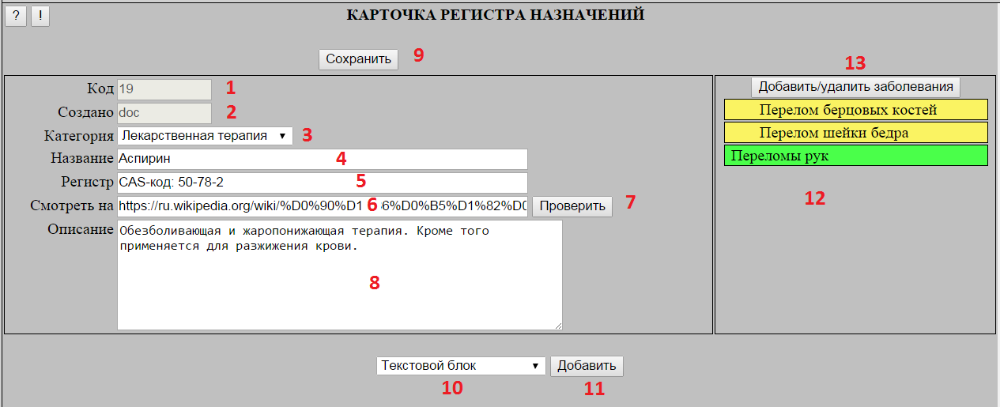 ? ! КАРТОЧКА РЕГИСТРА НАЗНАЧЕНИЙ
Сохранить 9
13
Код 19 1
Создано doc 2
Категория Лекарственная терапия 3
Название Аспирин 4
Регистр CAS-код: 50-78-2 5
Смотреть на https://ru.wikipedia.org/wiki/%D0%90%D1 6 6%D0%B5%D1%82%D0 Проверить 7
Описание Обезболивающая и жаропонижающая терапия. Кроме того
применяется для разжижения крови.
8
Добавить/удалить заболевания
Перелом берцовых костей
Перелом шейки бедра
Переломы рук
12
Текстовой блок Добавить
10 11